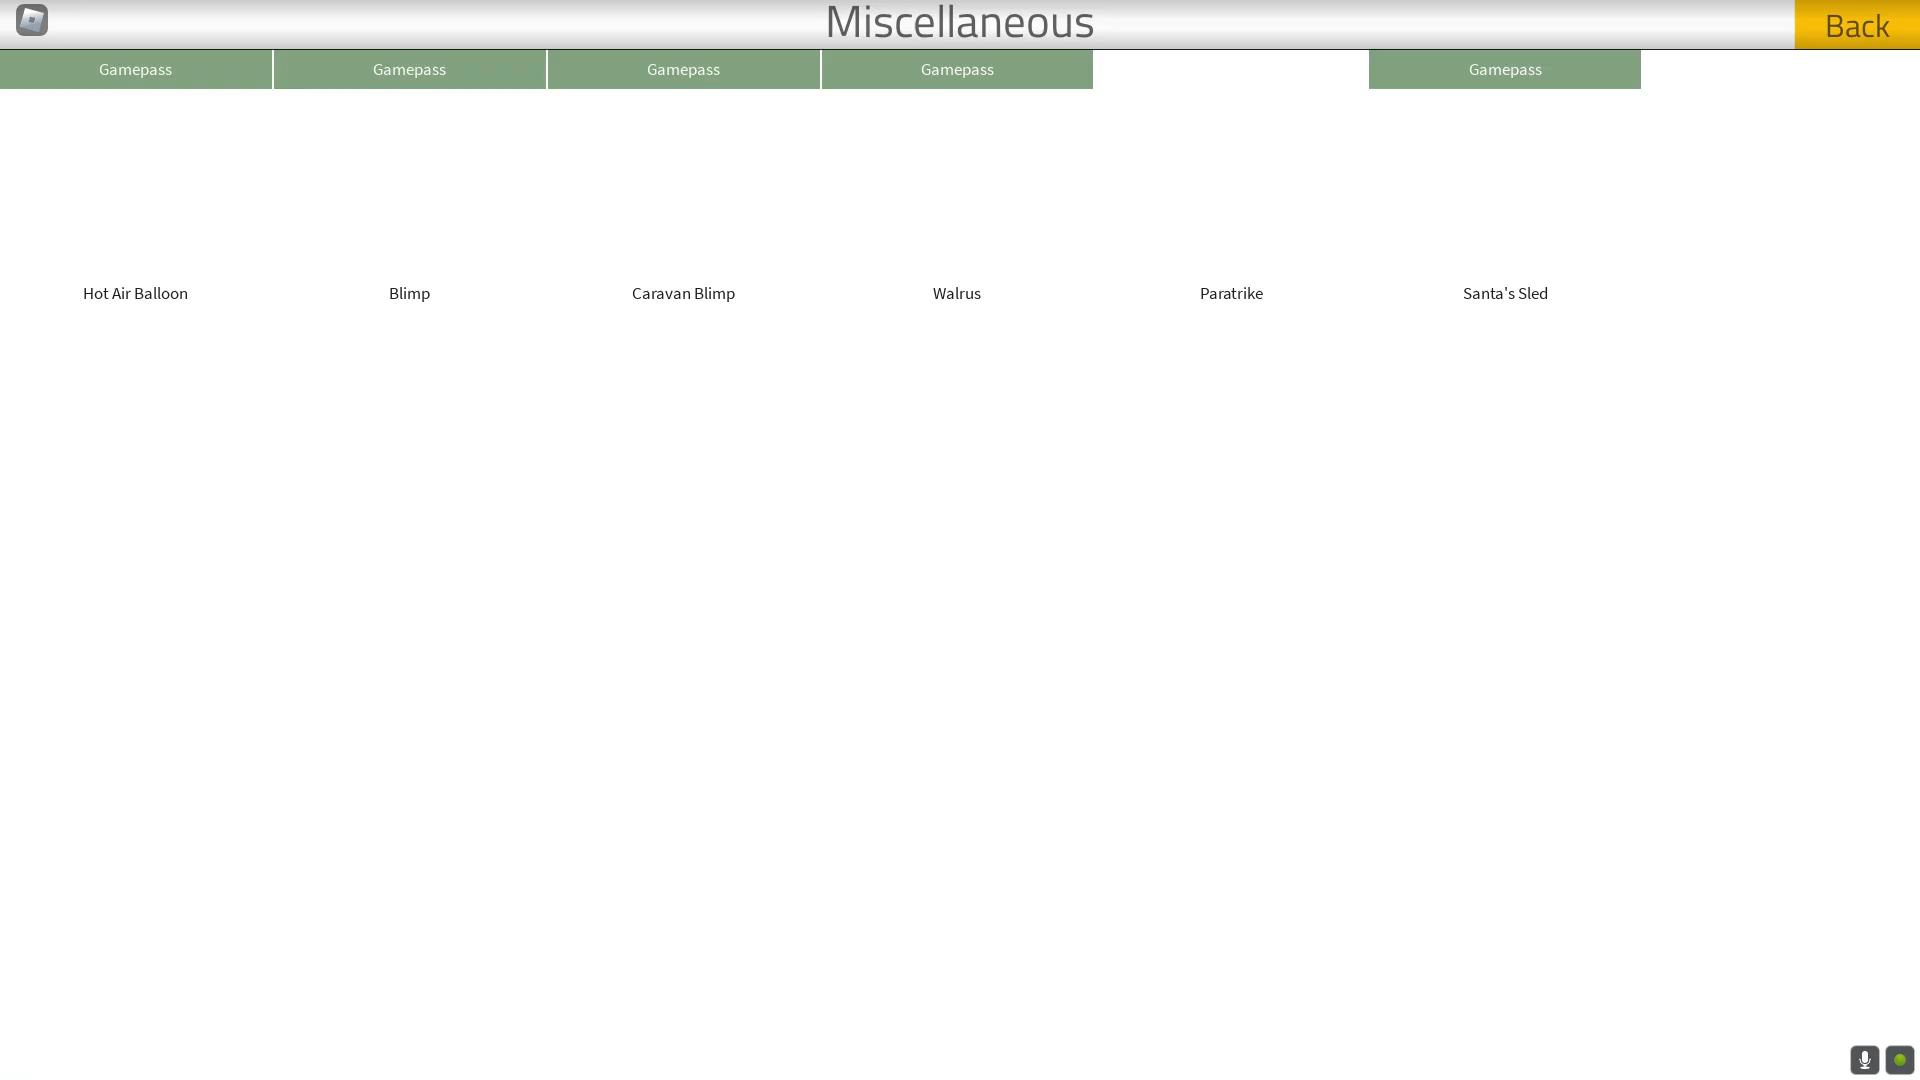 Miscellaneous
Back
Gamepass
Gamepass
Gamepass
Gamepass
Gamepass
Hot Air Balloon
Blimp
Caravan Blimp
Walrus
Paratrike
Santa's Sled